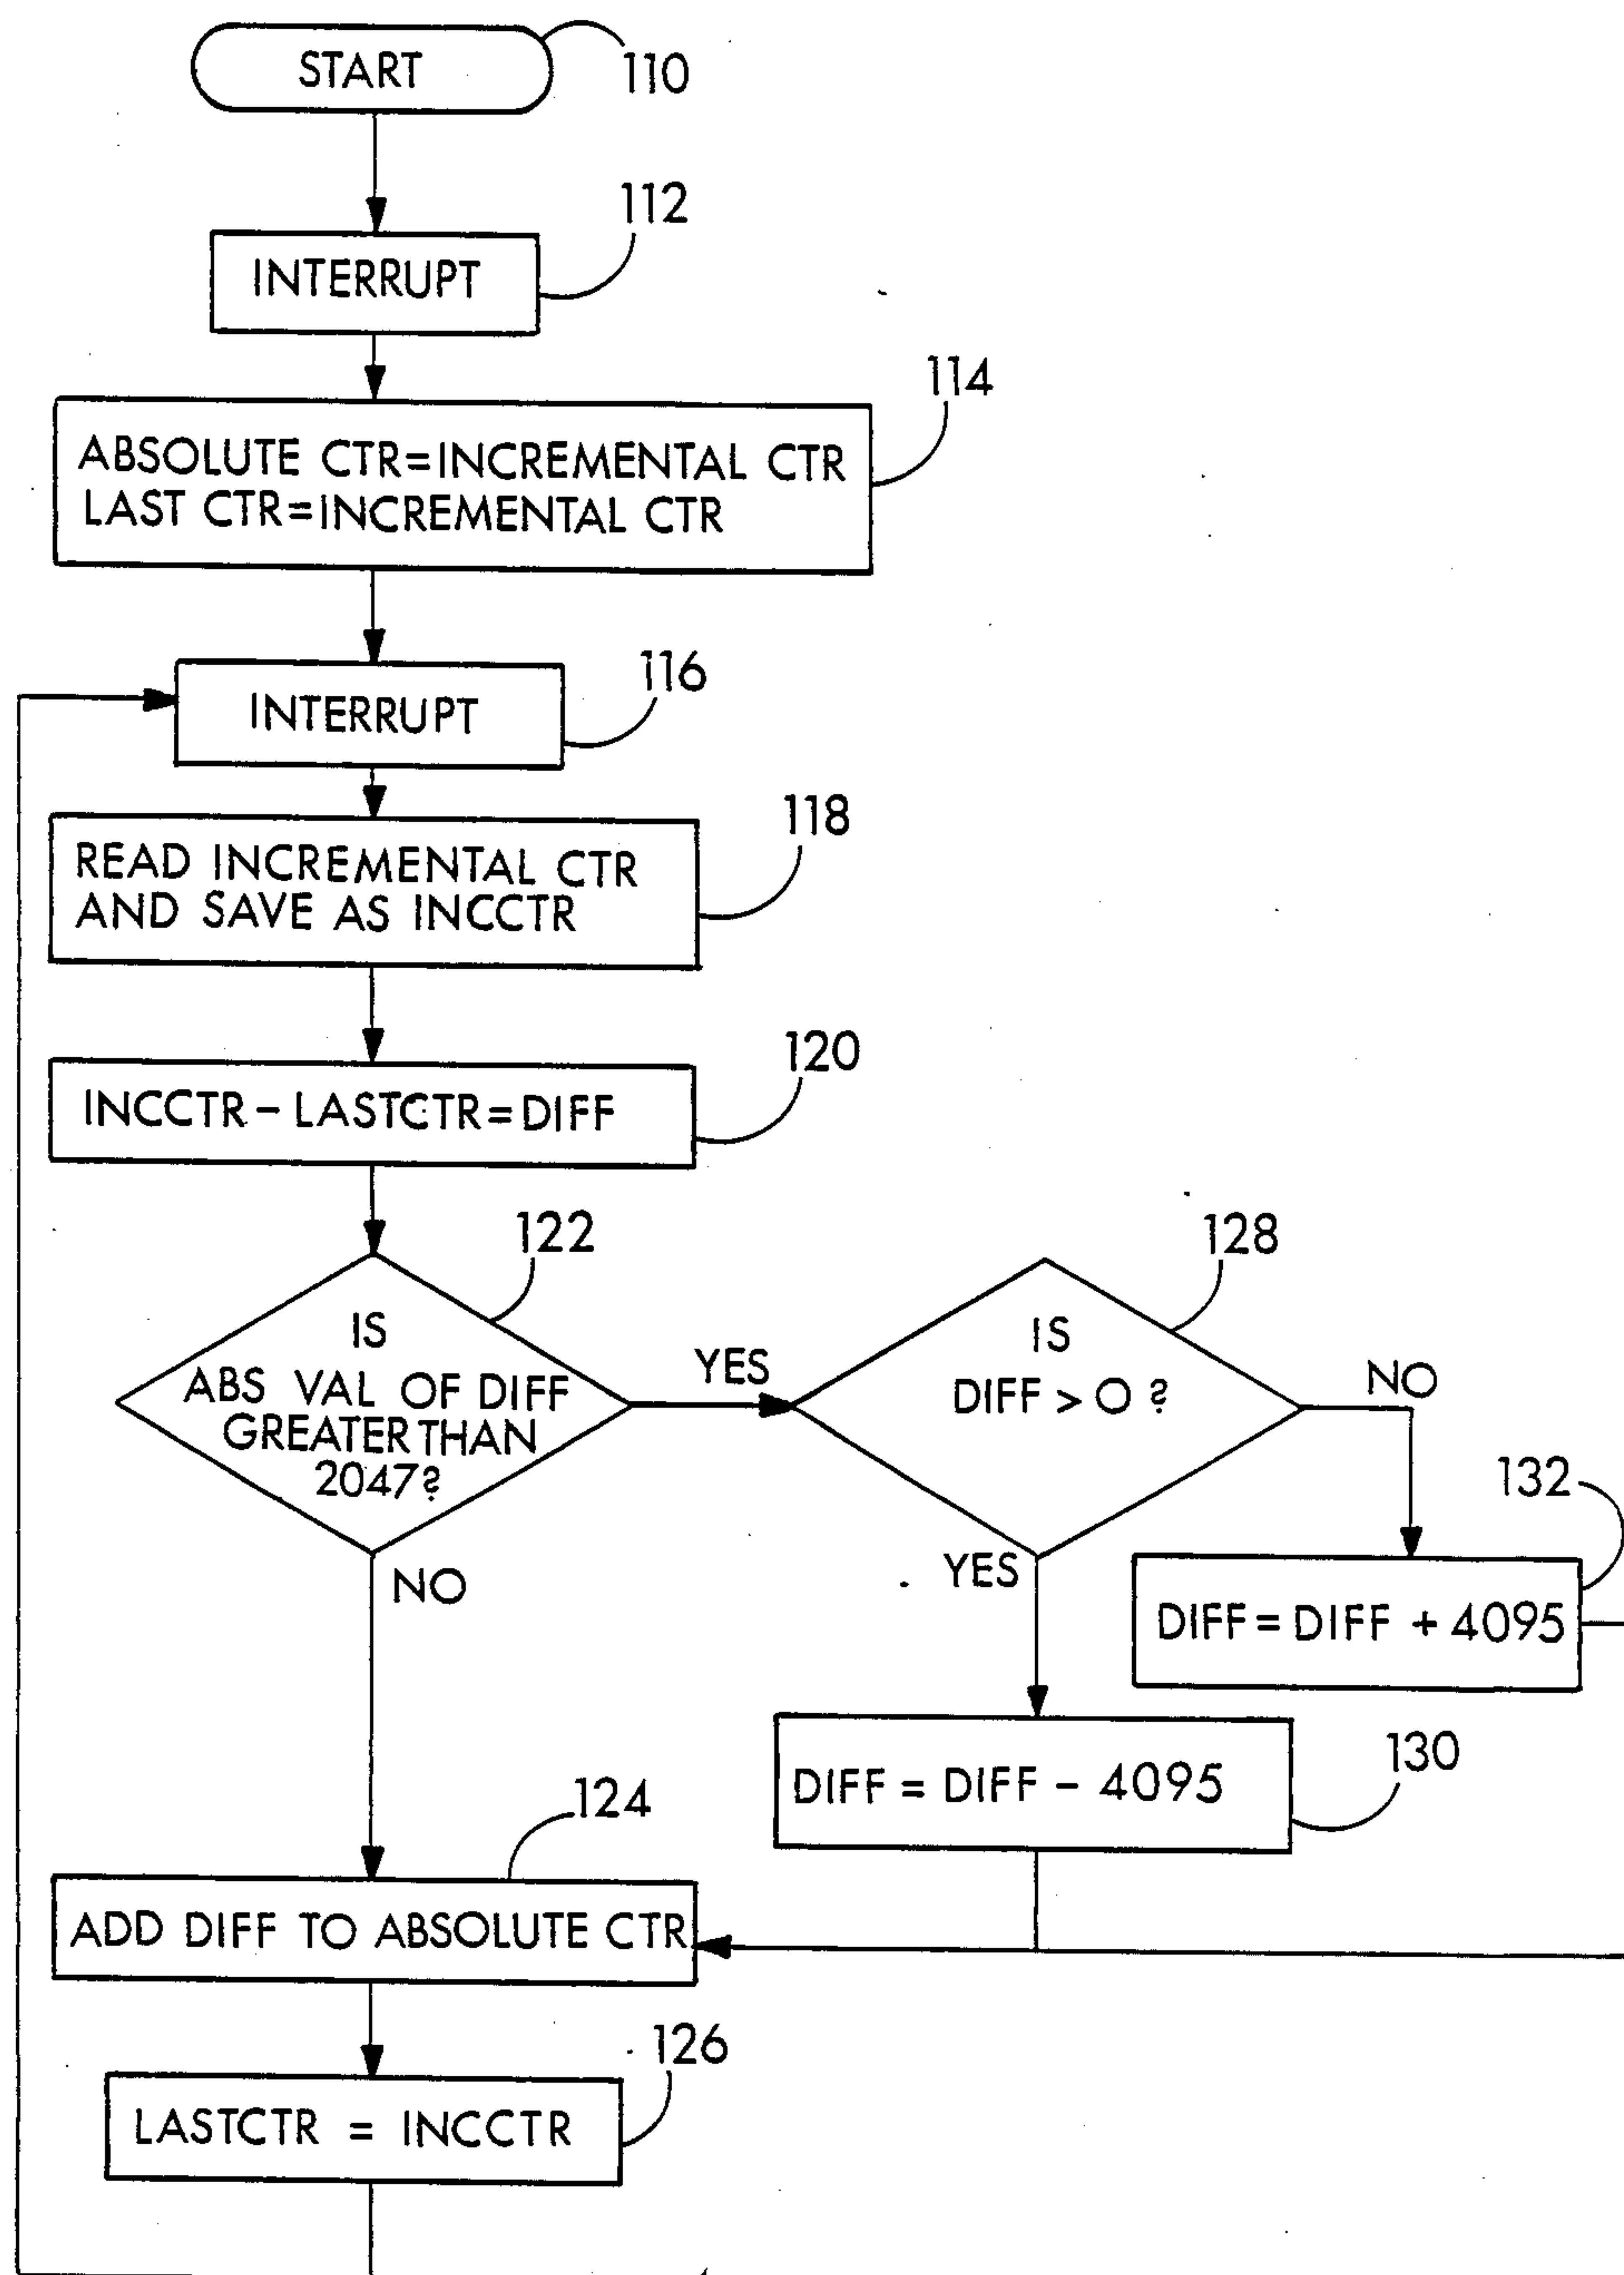 START
110
112
INTERRUPT
114
ABSOLUTE CTR=INCREMENTAL CTR
LAST CTR=INCREMENTAL CTR
116
INTERRUPT
118
READ INCREMENTAL CTR
AND SAVE AS INCCTR
120
INCCTR-LASTCTR=DIFF
122
IS
ABS VAL OF DIFF
GREATER THAN
2047?
YES
NO
128
IS
DIFF > 0 ?
NO
YES
132
DIFF = DIFF + 4095
130
DIFF = DIFF - 4095
124
ADD DIFF TO ABSOLUTE CTR
126
LASTCTR = INCCTR